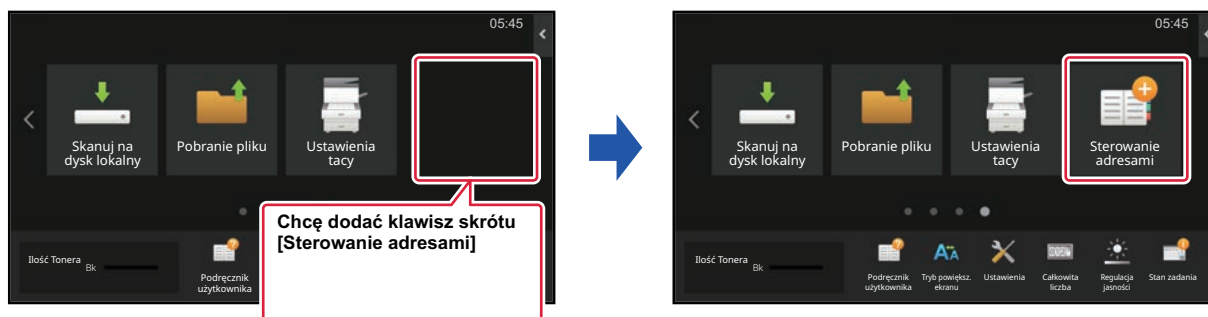 05:45
Skanuj na
dysk lokalny
Pobranie pliku
Ustawienia
tacy
Chcę dodać klawisz skrótu
[Sterowanie adresami]
Ilość Tonera
Bk
Podręcznik
użytkownika
05:45
Skanuj na
dysk lokalny
Pobranie pliku
Ustawienia
tacy
Sterowanie
adresami
Ilość Tonera
Bk
Podręcznik
użytkownika
Tryb powiększ.
ekranu
Ustawienia
Całkowita
liczba
Regulacja
jasności
Stan zadania